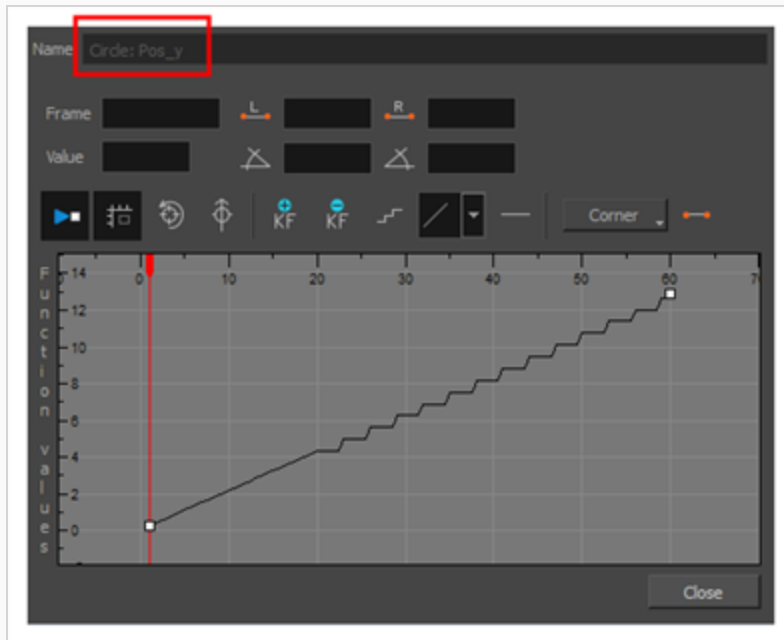 Name Circle: Pos_y
Frame L R
Value
KF KF Corner
Function values
14
12
10
8
6
4
2
0
0 10 20 30 40 50 60
Close